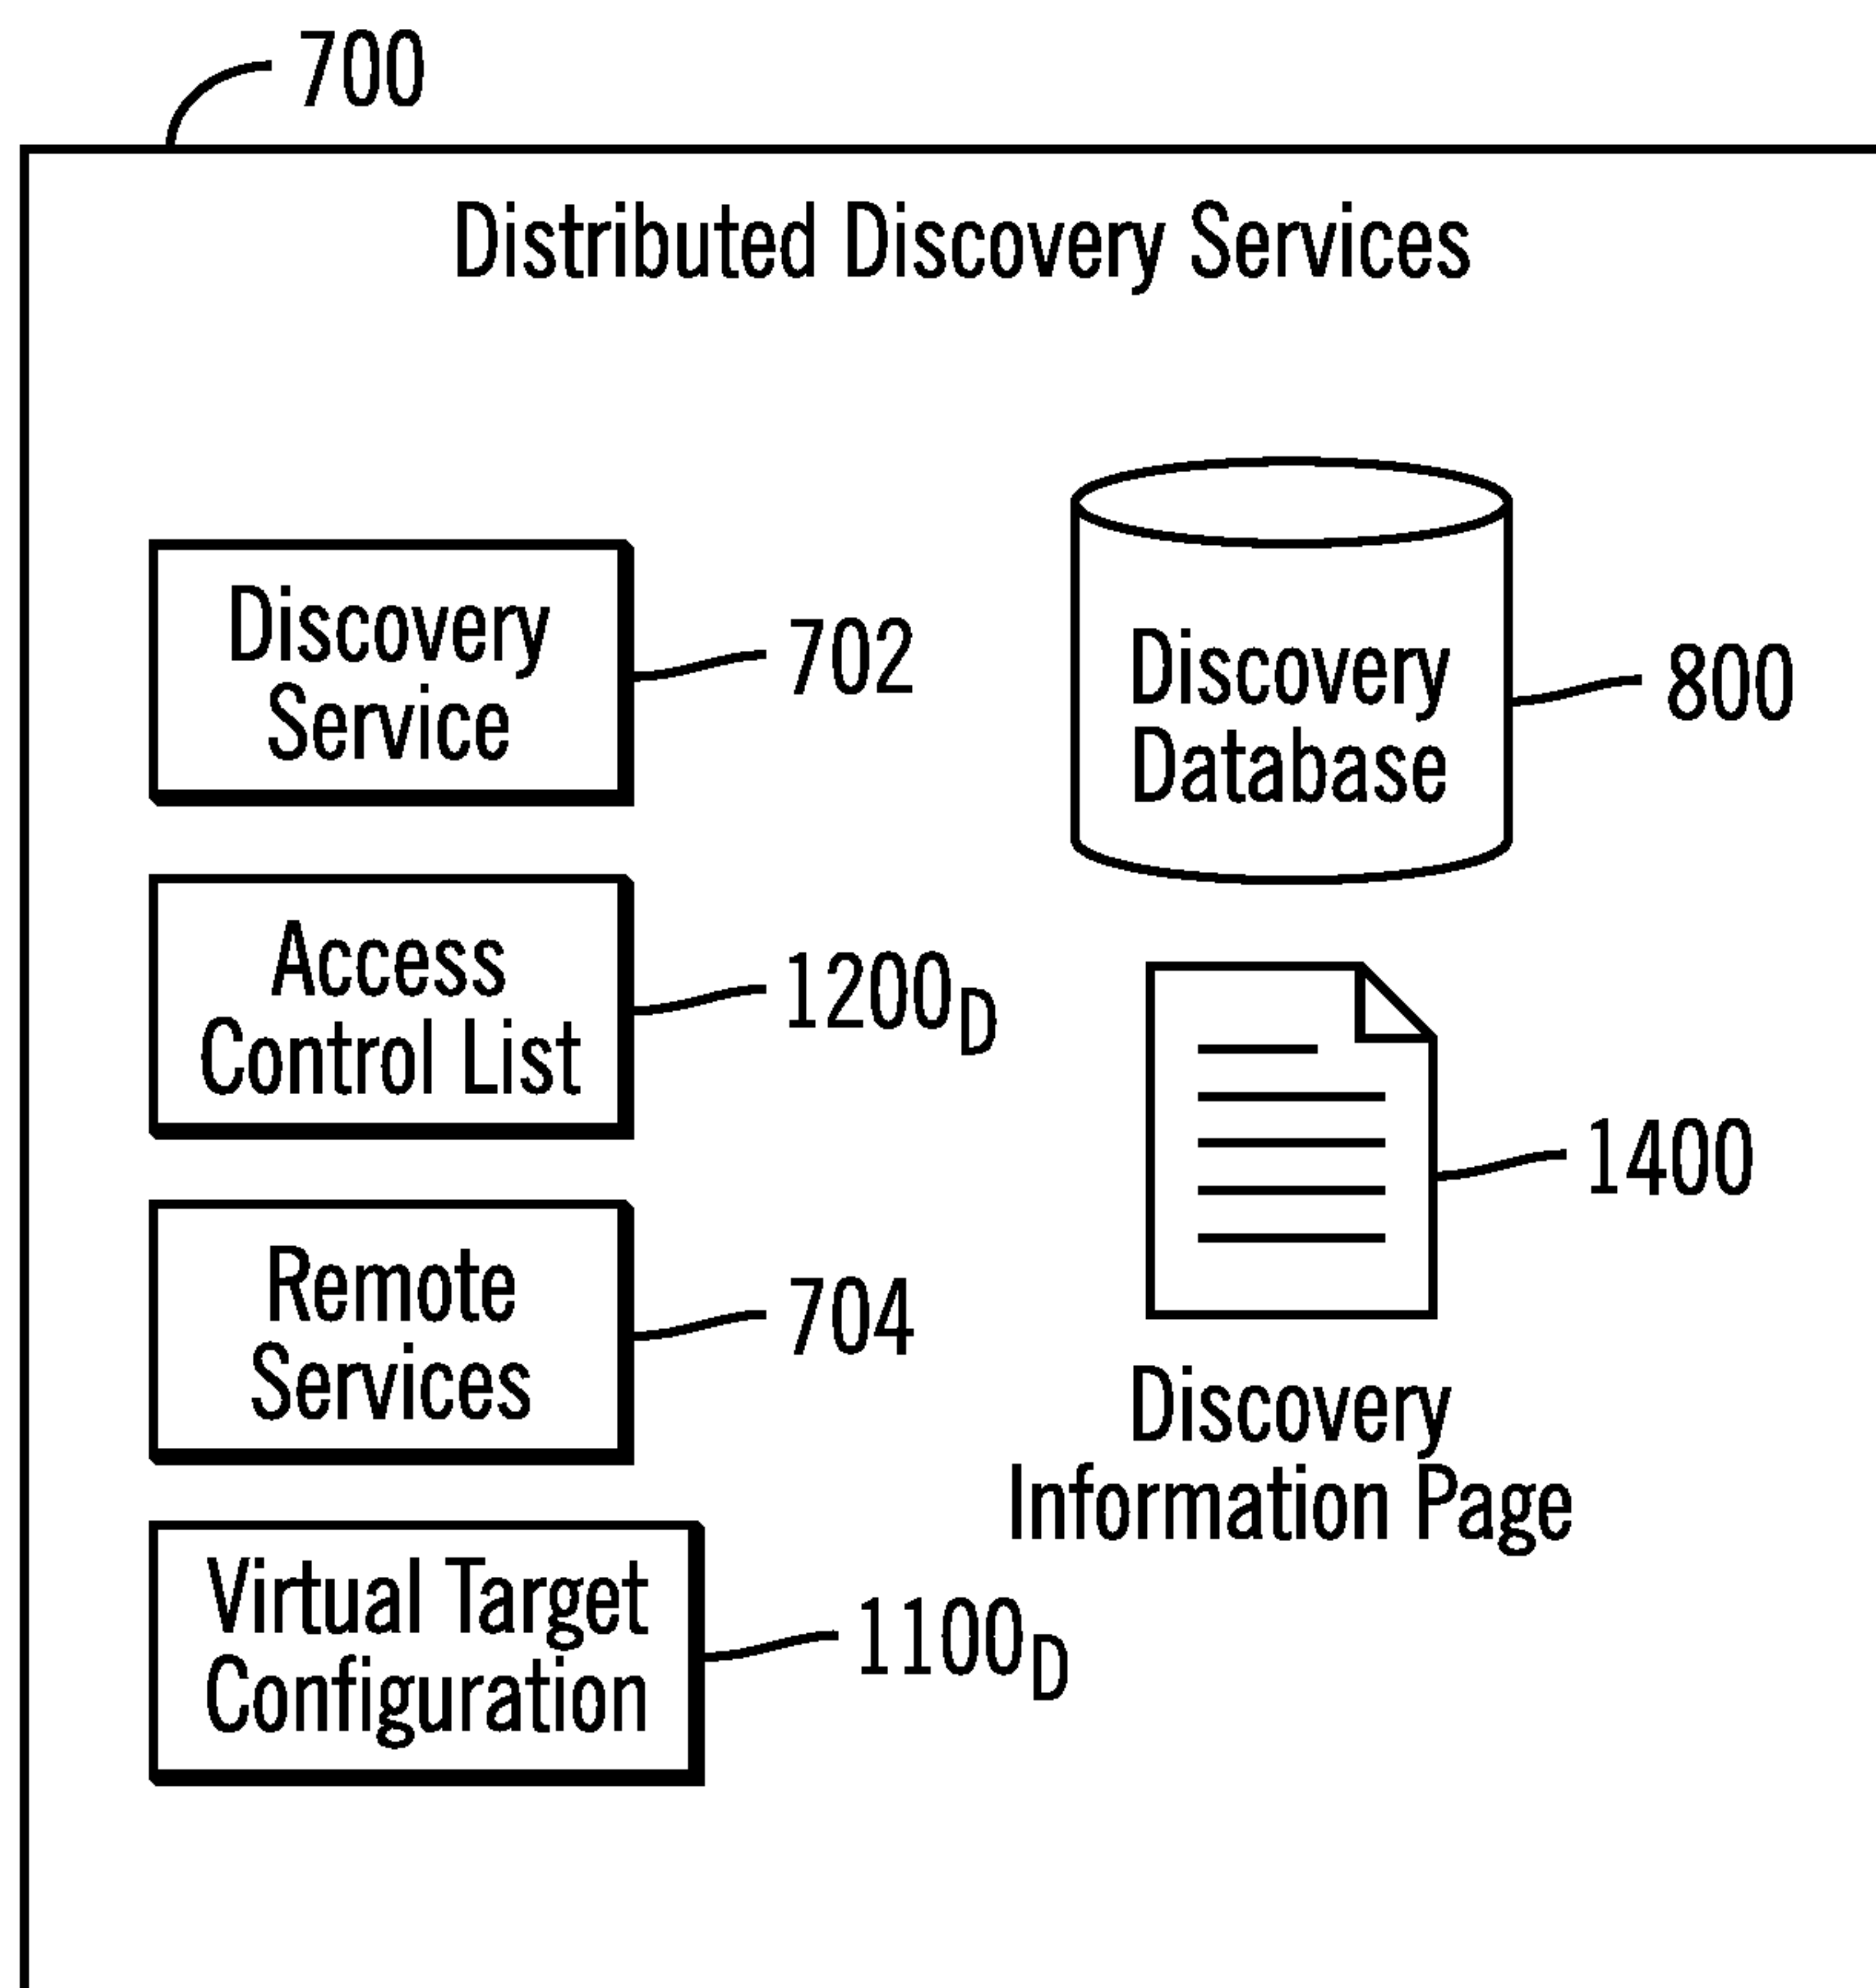 700
Distributed Discovery Services
Discovery
Service
702
Discovery
Database
800
Access
Control List
1200D
1400
Remote
Services
704
Discovery
Information Page
Virtual Target
Configuration
1100D